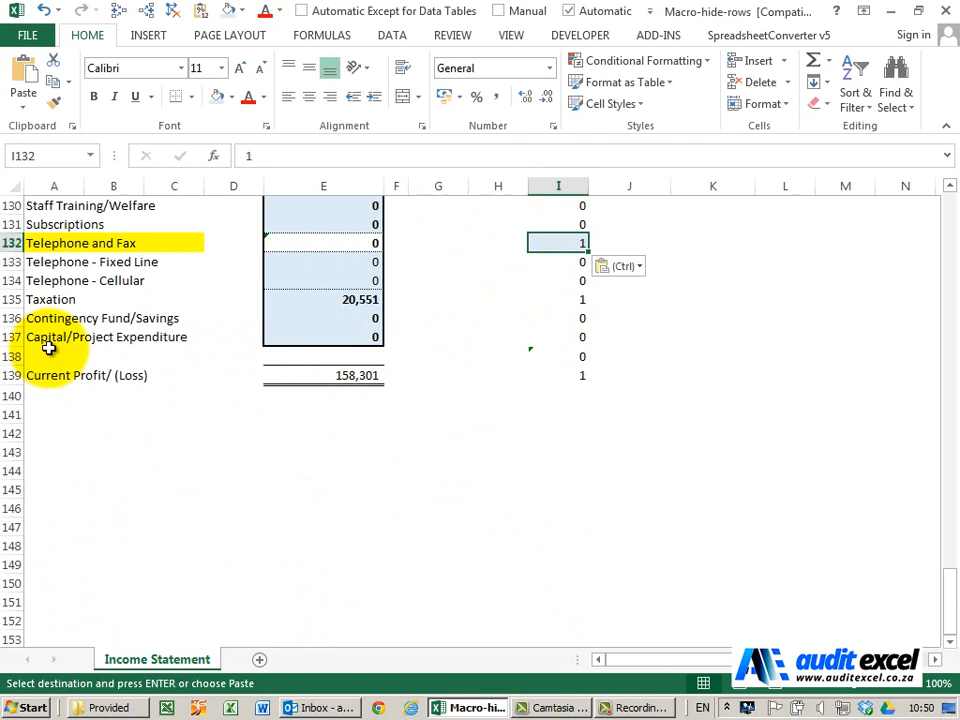 Automatic Except for Data Tables Manual Automatic Macro-hide-rows [Compati... ?
FILE HOME INSERT PAGE LAYOUT FORMULAS DATA REVIEW VIEW DEVELOPER ADD-INS SpreadsheetConverter v5 Sign in
Paste Calibri 11 A A General Conditional Formatting Insert Σ Sort & Filter Find & Select
B I U A % , Format as Table Delete
Cell Styles Format
Clipboard Font Alignment Number Styles Cells Editing
I132 fx 1
A B C D E F G H I J K L M N
130 Staff Training/Welfare 0 0
131 Subscriptions 0 0
132 Telephone and Fax 0 1
133 Telephone - Fixed Line 0 0 (Ctrl)
134 Telephone - Cellular 0 0
135 Taxation 20,551 1
136 Contingency Fund/Savings 0 0
137 Capital/Project Expenditure 0 0
138 0
139 Current Profit/ (Loss) 158,301 1
140
141
142
143
144
145
146
147
148
149
150
151
152
153
Income Statement
audit excel
www.auditexcel.co.za
Select destination and press ENTER or choose Paste 100%
Start Provided Inbox - a... Macro-hi... Camtasia ... Recordin... EN 10:50